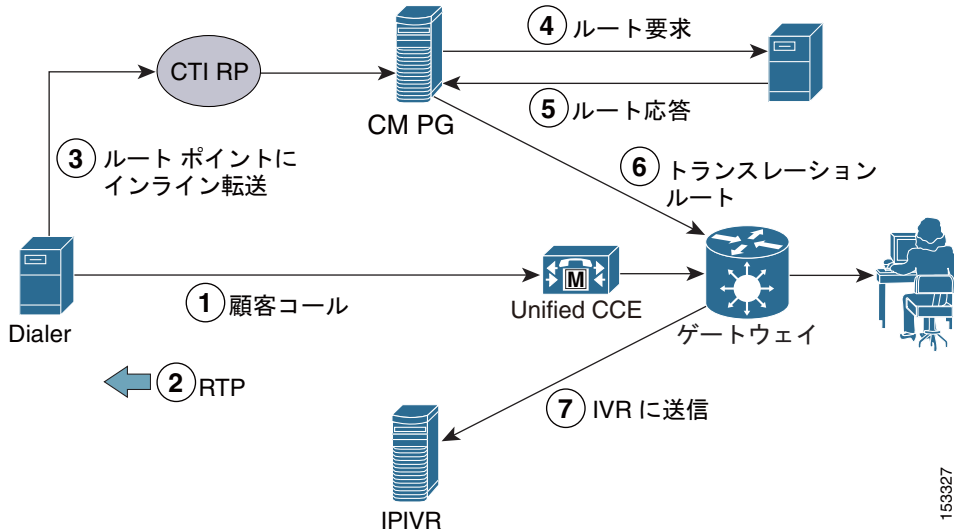 ④ ルート要求
CTI RP
⑤ ルート応答
CM PG
③ ルート ポイントに
インライン転送
⑥ トランスレーション
ルート
M
① 顧客コール
Unified CCE
Dialer
ゲートウェイ
② RTP
⑦ IVR に送信
IPIVR
153327